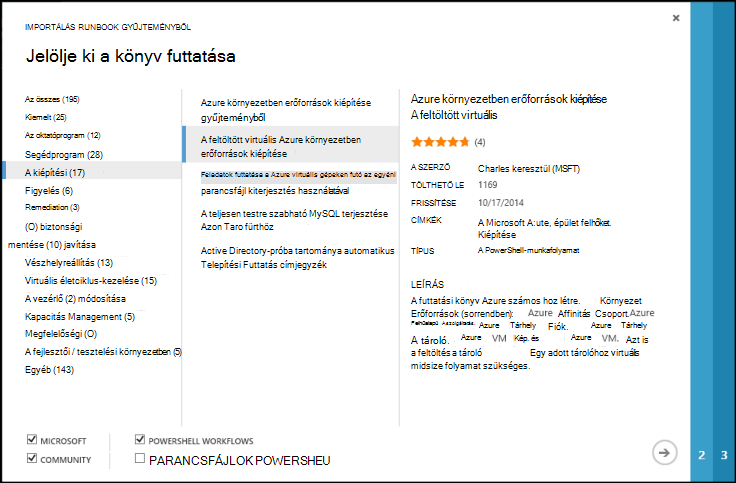 IMPORTÁLÁS RUNBOOK GYŰJTEMÉNYBŐL
Jelölje ki a könyv futtatása
Az összes (195)
Kiemelt (25)
Az oktatóprogram (12)
Segédprogram (28)
A kiépítési (17)
Figyelés (6)
Remediation (3)
(O) biztonsági
mentése (10) javítása
Vészhelyreállítás (13)
Virtuális életciklus-kezelése (15)
A vezérlő (2) módosítása
Kapacitás Management (5)
Megfelelőségi (O)
A fejlesztői / tesztelési környezetben (5)
Egyéb (143)
Azure környezetben erőforrások kiépítése
gyűjteményből
A feltöltött virtuális Azure környezetben
erőforrások kiépítése
Feladatok futtatása a Azure virtuális gépeken futó az egyéni
parancsfájl kiterjesztés használatával
A teljesen testre szabható MySQL terjesztése
Azon Taro fürthöz
Active Directory-próba tartománya automatikus
Telepítési Futtatás címjegyzék
Azure környezetben erőforrások kiépítése
A feltöltött virtuális
(4)
A SZERZŐ Charles keresztül (MSFT)
TÖLTHETŐ LE 1169
FRISSÍTÉSE 10/17/2014
CÍMKÉK A Microsoft A:ute, épület felhőket.
Kiépítése
TÍPUS A PowerShell-munkafolyamat
LEÍRÁS
A futtatási könyv Azure számos hoz létre. Környezet
Erőforrások (sorrendben): Azure Affinitás Csoport. Azure
Felhőalapú Azure Tárhely Fiók. Azure Tárhely
A tároló. Azure VM Kép. és Azure VM. Azt is
a feltöltés a tároló Egy adott tárolóhoz virtuális
midsize folyamat szükséges.
MICROSOFT
POWERSHELL WORKFLOWS
COMMUNITY
PARANCSFÁJLOK POWERSHEU
2 3